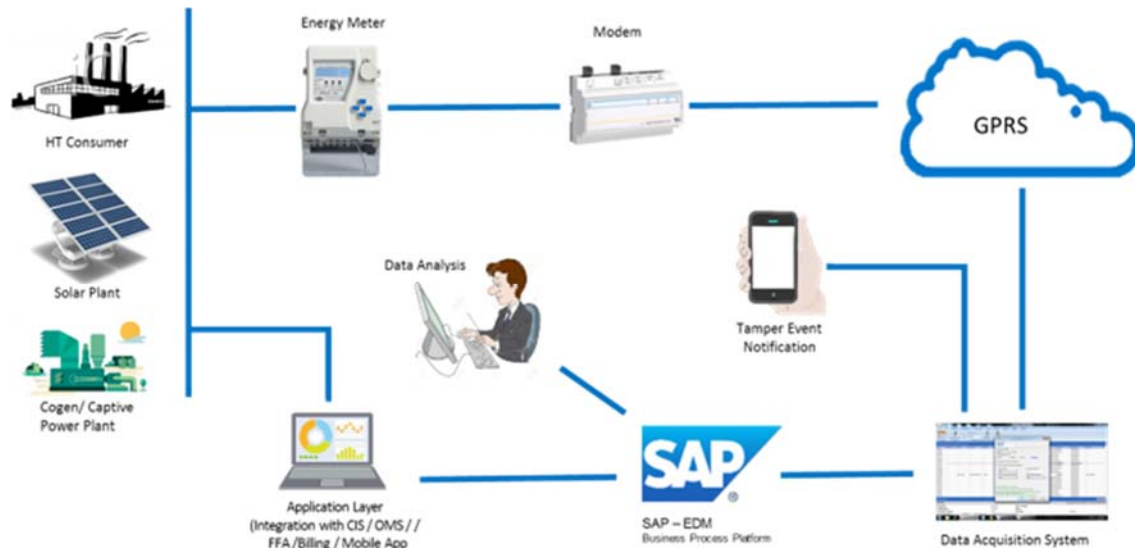 Energy Meter
Modem
GPRS
HT Consumer
Solar Plant
Data Analysis
Tamper Event
Notification
Cogen/ Captive
Power Plant
SAP
®
Application Layer
(Integration with CIS / OMS / /
FFA /Billing / Mobile App
SAP – EDM
Business Process Platform
Data Acquisition System